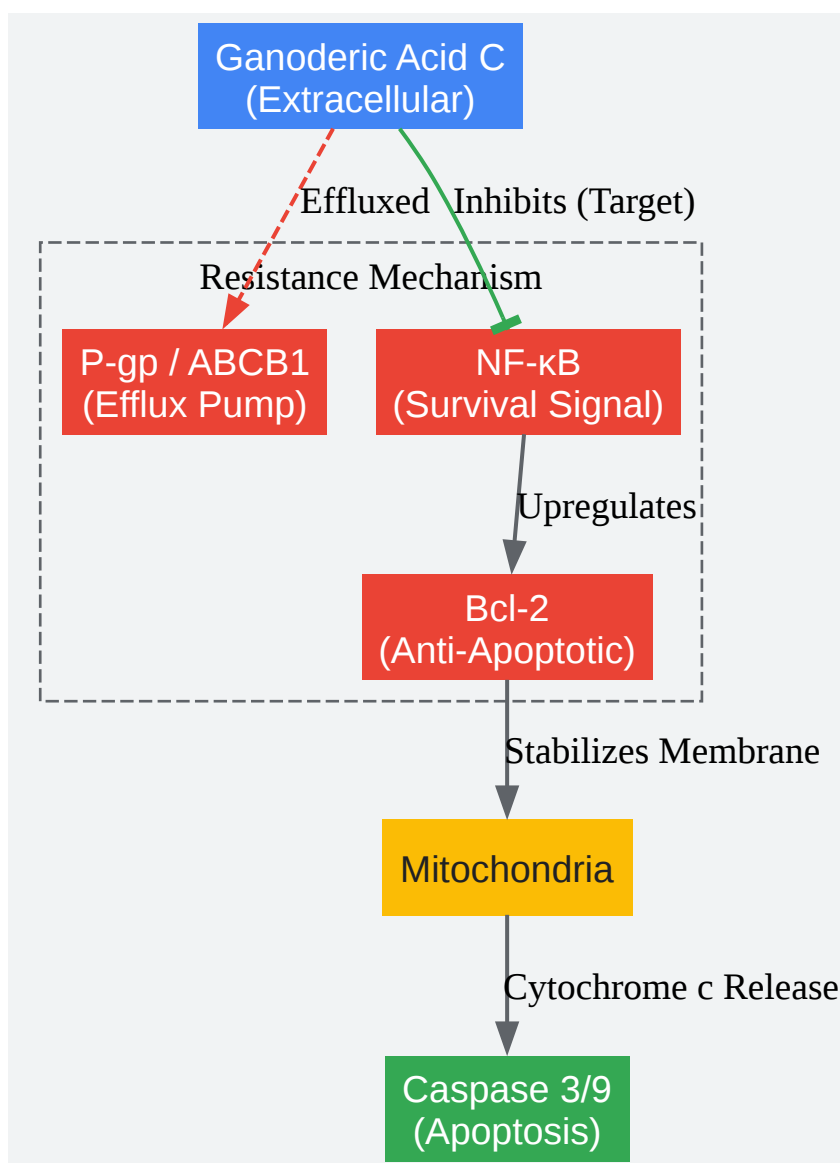 Ganoderic Acid C
(Extracellular)
Effluxed
Inhibits (Target)
Resistance Mechanism
P-gp / ABCB1
(Efflux Pump)
NF-κB
(Survival Signal)
Upregulates
Bcl-2
(Anti-Apoptotic)
Stabilizes Membrane
Mitochondria
Cytochrome c Release
Caspase 3/9
(Apoptosis)